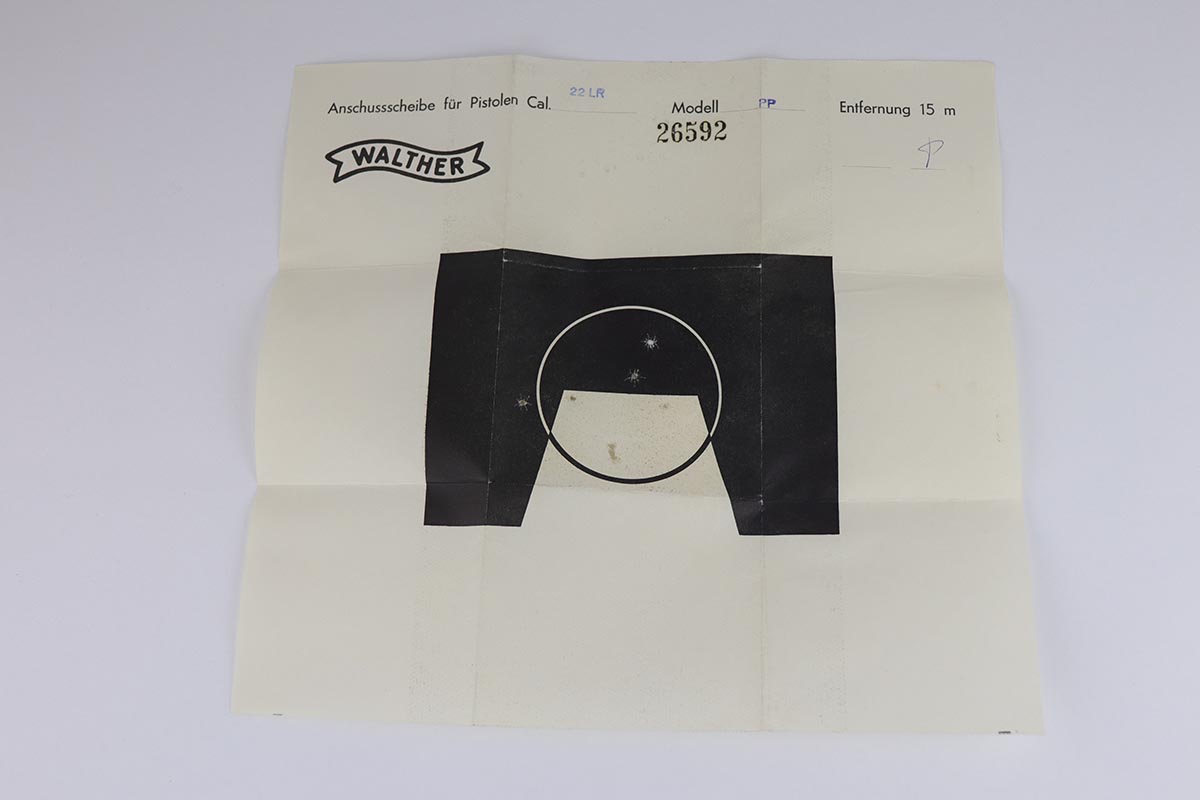 Anschussscheibe für Pistolen Cal. 22 LR Modell PP Entfernung 15 m
26592
WALTHER